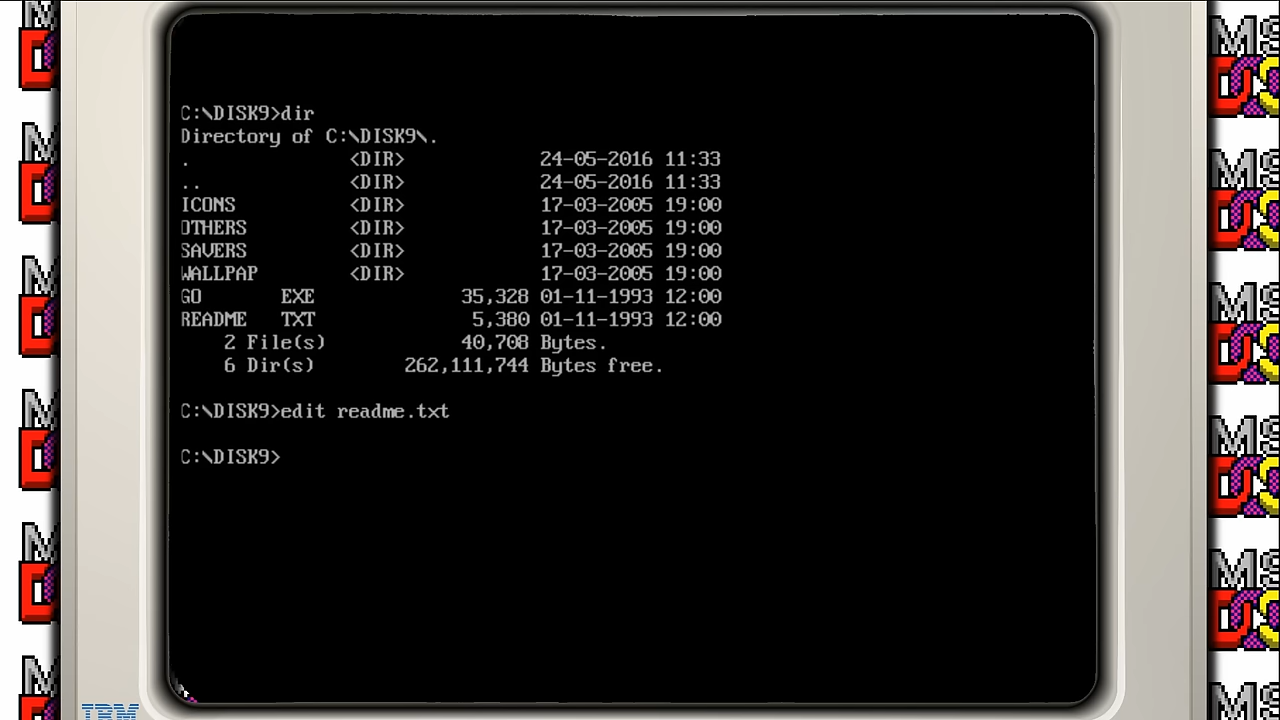 C:\DISK9>dir
Directory of C:\DISK9\.
. <DIR> 24-05-2016 11:33
.. <DIR> 24-05-2016 11:33
ICONS <DIR> 17-03-2005 19:00
OTHERS <DIR> 17-03-2005 19:00
SAVERS <DIR> 17-03-2005 19:00
WALLPAP <DIR> 17-03-2005 19:00
GO EXE 35,328 01-11-1993 12:00
README TXT 5,380 01-11-1993 12:00
2 File(s) 40,708 Bytes.
6 Dir(s) 262,111,744 Bytes free.
C:\DISK9>edit readme.txt
C:\DISK9>
IBM